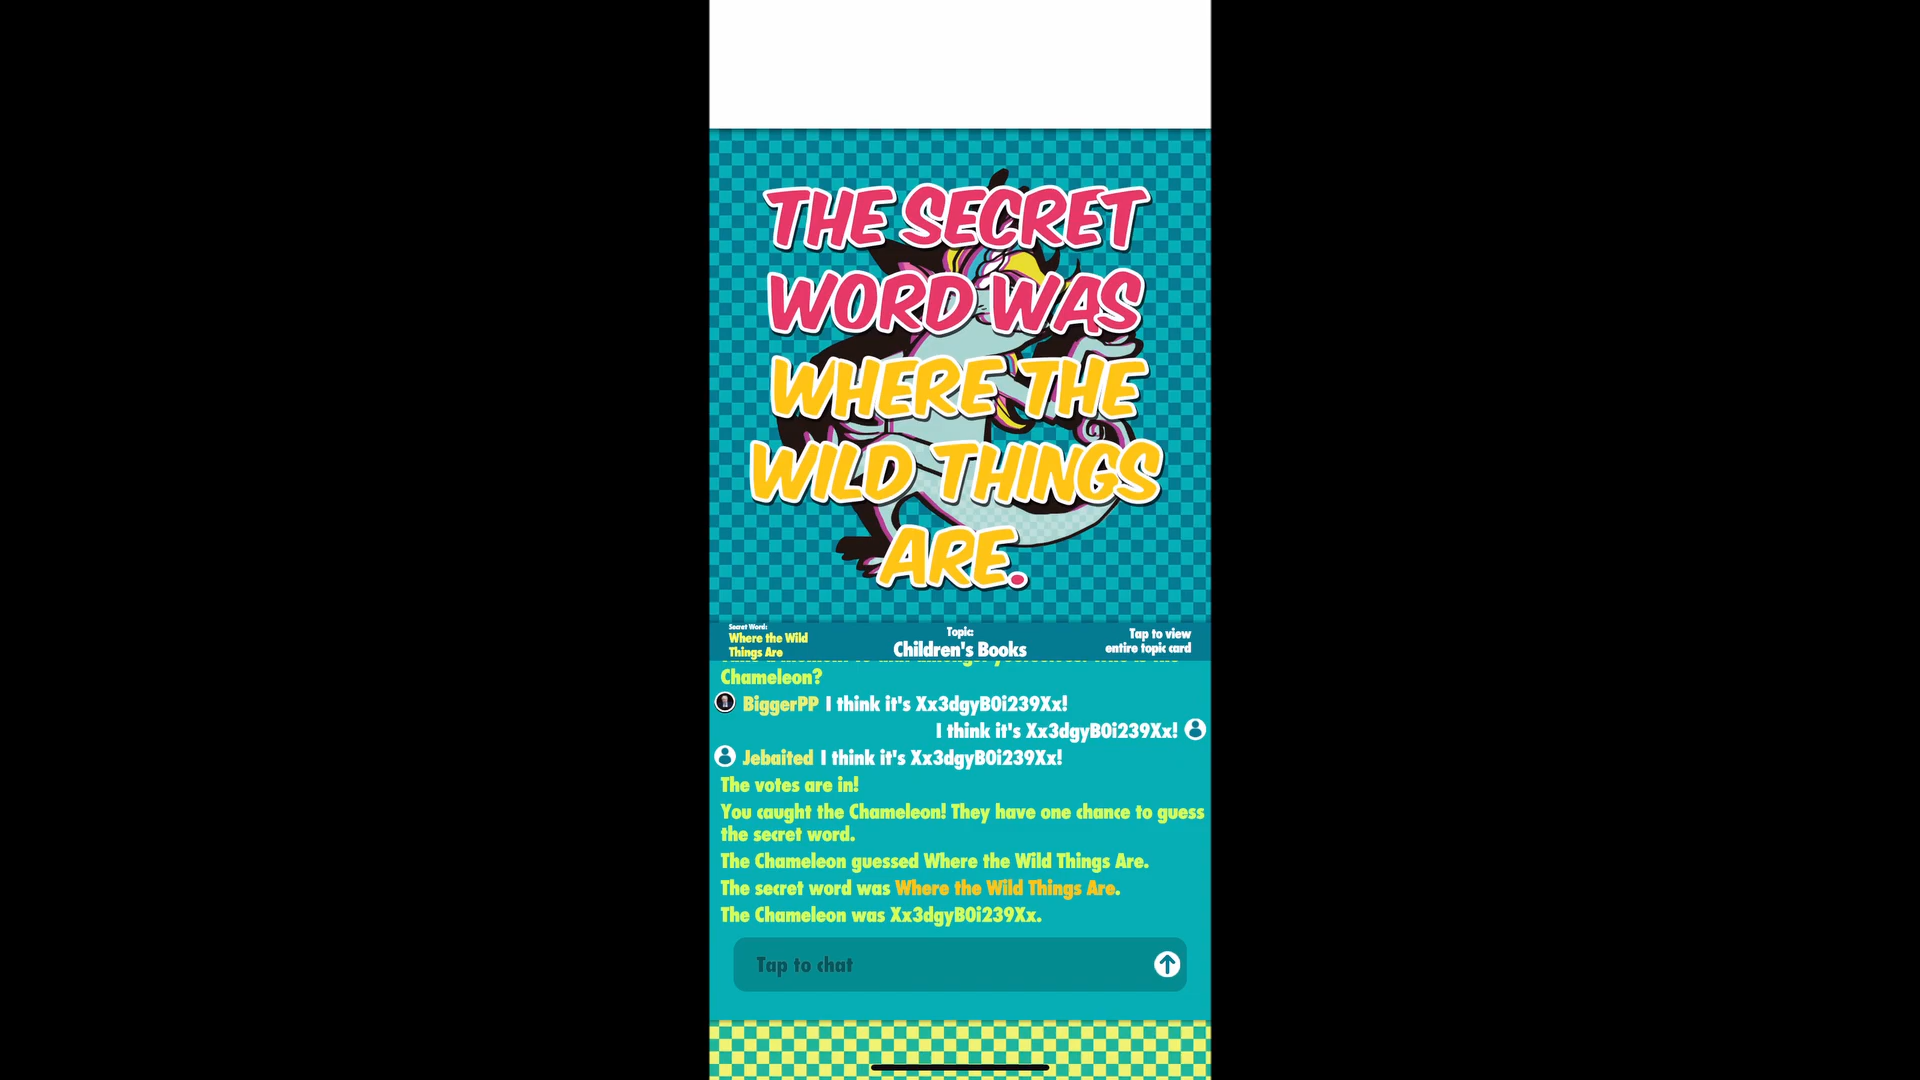 THE SECRET
WORD WAS
WHERE THE
WILD THINGS
ARE.
Secret Word:
Where the Wild
Things Are
Topic:
Children's Books
Tap to view
entire topic card
Chameleon?
BiggerPP I think it's Xx3dgyB0i239Xx!
I think it's Xx3dgyB0i239Xx!
Jebaited I think it's Xx3dgyB0i239Xx!
The votes are in!
You caught the Chameleon! They have one chance to guess
the secret word.
The Chameleon guessed Where the Wild Things Are.
The secret word was Where the Wild Things Are.
The Chameleon was Xx3dgyB0i239Xx.
Tap to chat